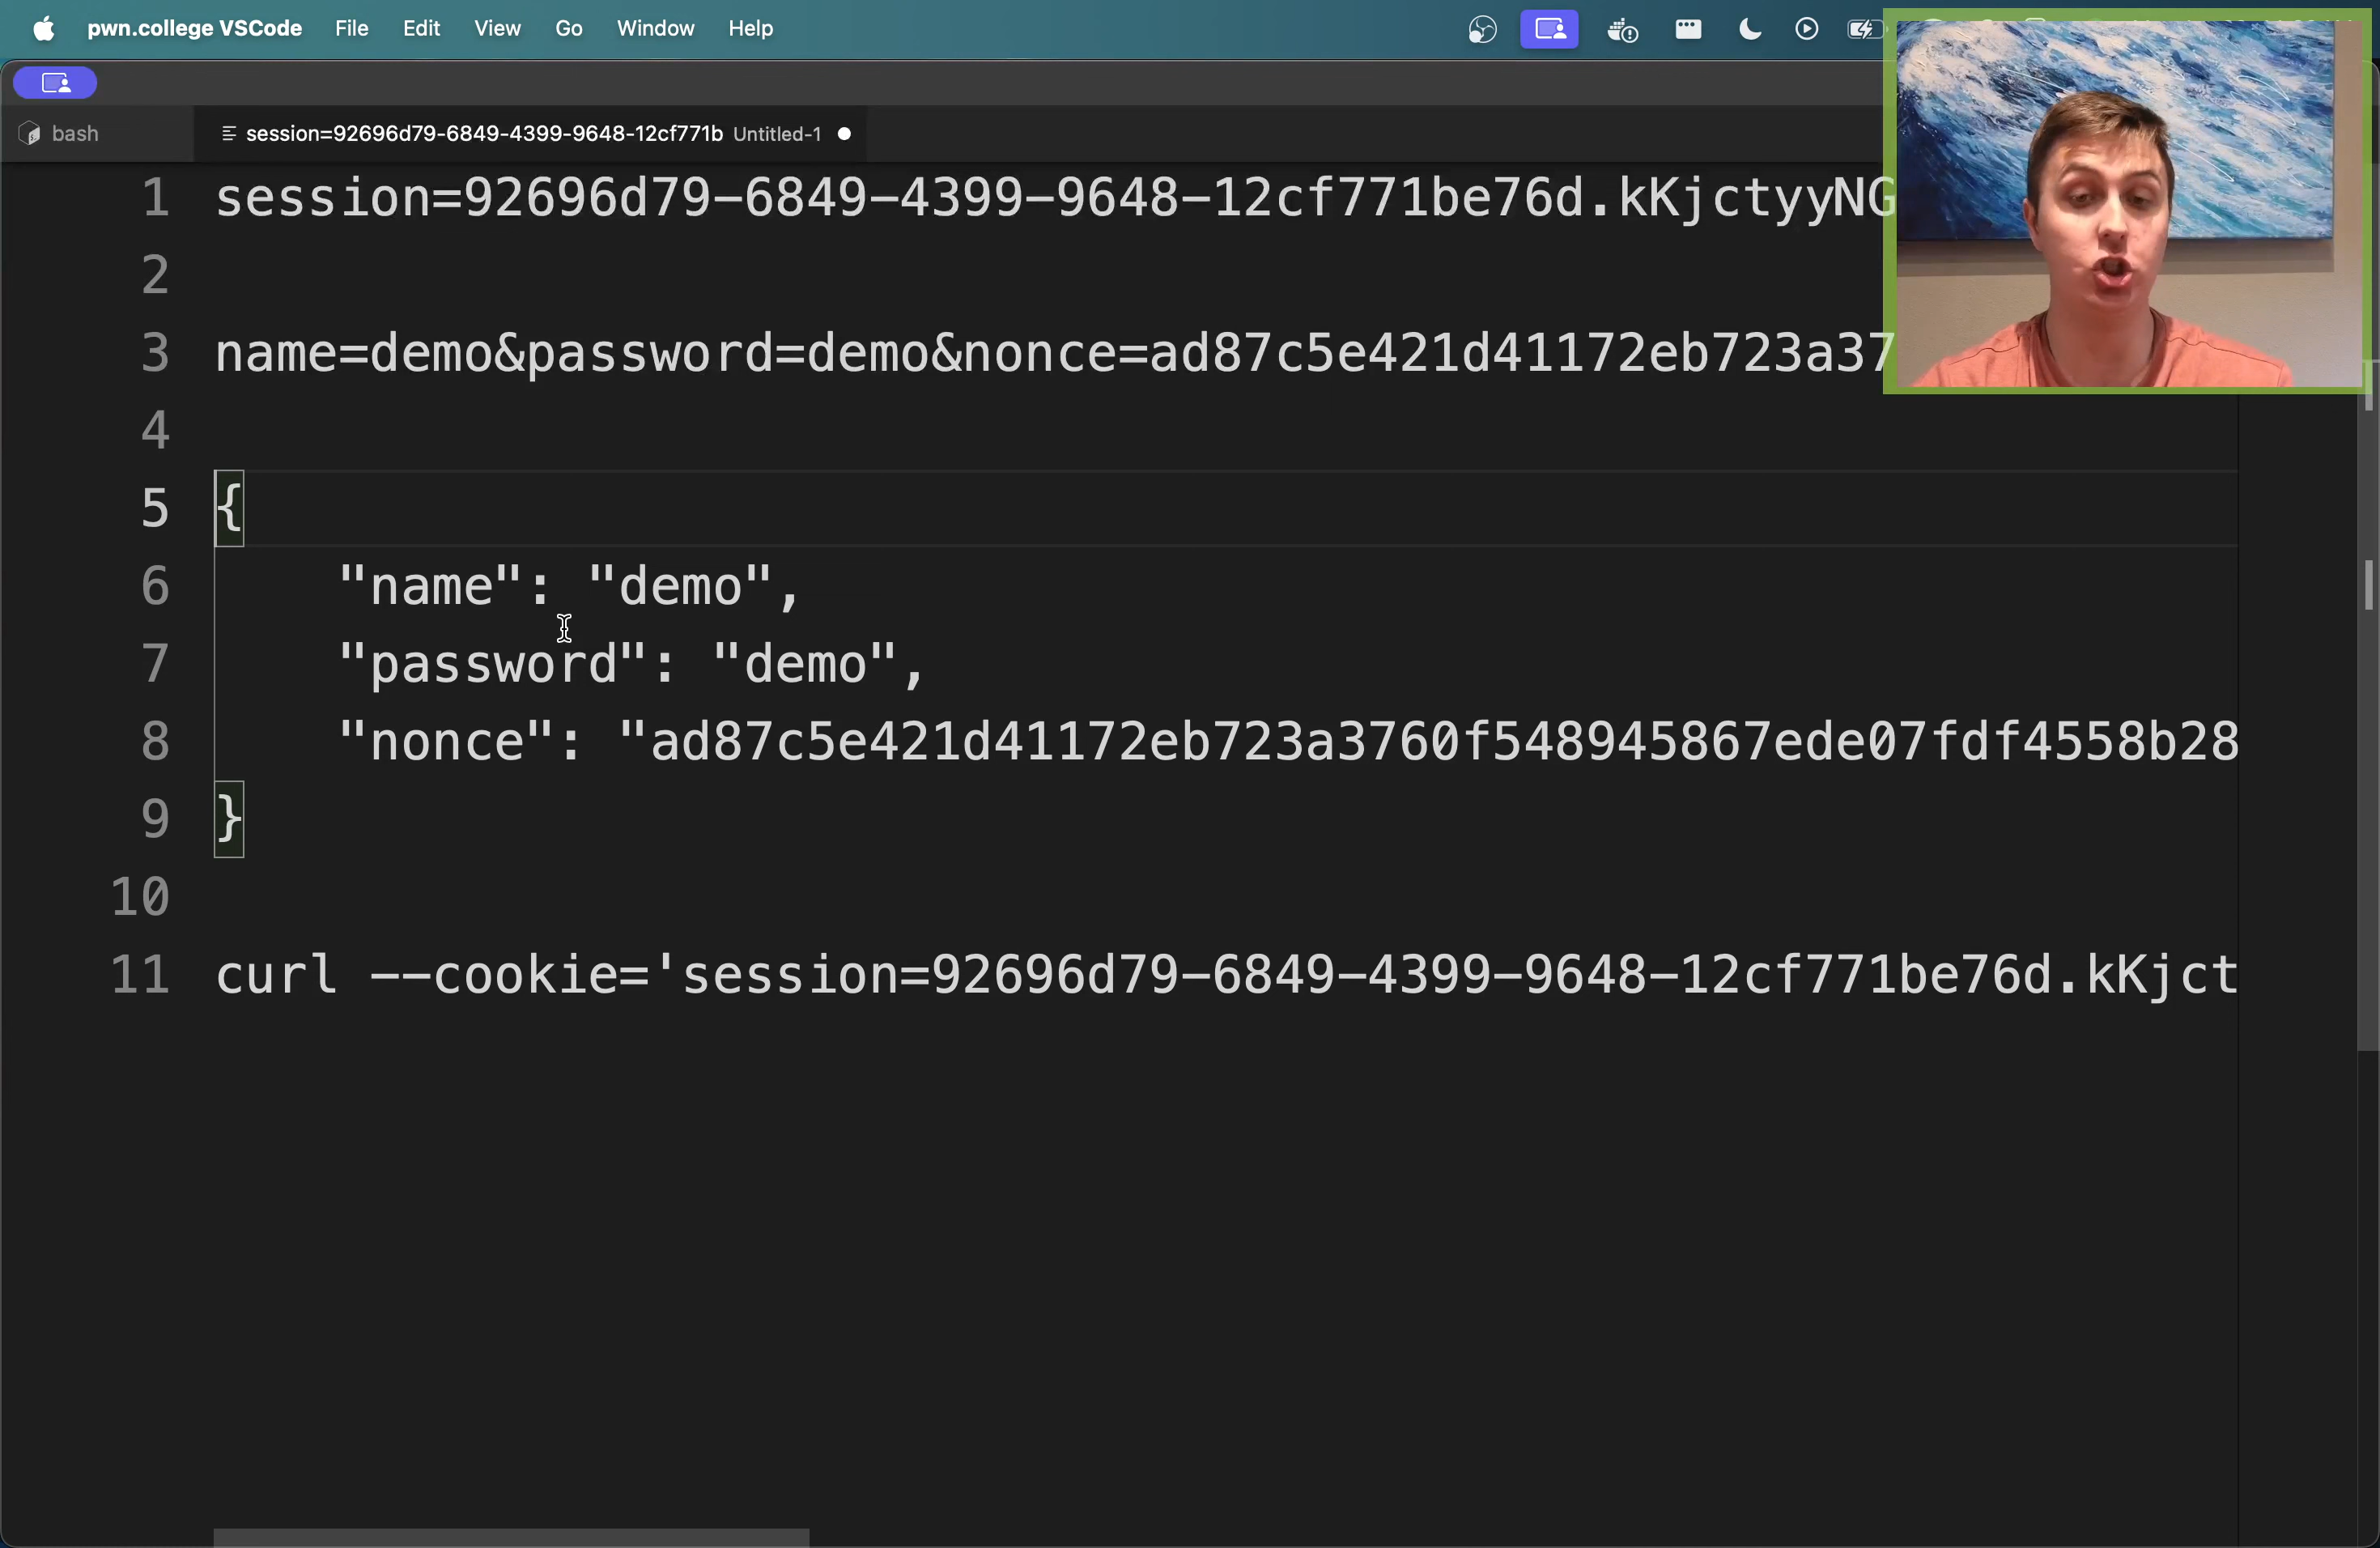 pwn.college VSCode File Edit View Go Window Help
bash
session=92696d79-6849-4399-9648-12cf771b Untitled-1
1 session=92696d79-6849-4399-9648-12cf771be76d.kKjctyyNG
2
3 name=demo&password=demo&nonce=ad87c5e421d41172eb723a37
4
5 {
6 "name": "demo",
7 "password": "demo",
8 "nonce": "ad87c5e421d41172eb723a3760f548945867ede07fdf4558b28
9 }
10
11 curl --cookie='session=92696d79-6849-4399-9648-12cf771be76d.kKjct